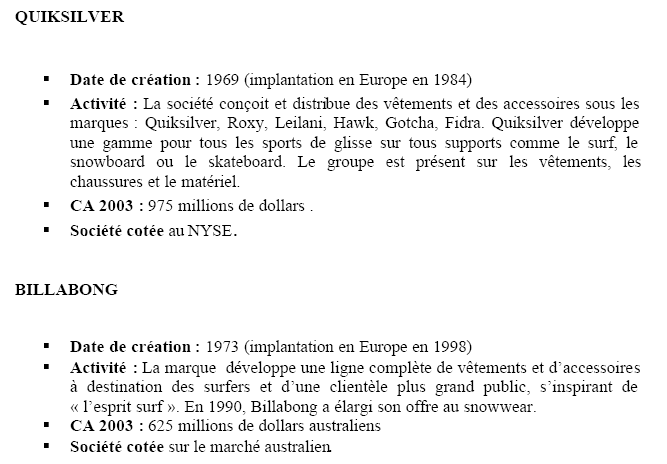 QUIKSILVER
▪ Date de création : 1969 (implantation en Europe en 1984)
▪ Activité : La société conçoit et distribue des vêtements et des accessoires sous les
marques : Quiksilver, Roxy, Leilani, Hawk, Gotcha, Fidra. Quiksilver développe
une gamme pour tous les sports de glisse sur tous supports comme le surf, le
snowboard ou le skateboard. Le groupe est présent sur les vêtements, les
chaussures et le matériel.
▪ CA 2003 : 975 millions de dollars .
▪ Société cotée au NYSE.
BILLABONG
▪ Date de création : 1973 (implantation en Europe en 1998)
▪ Activité : La marque développe une ligne complète de vêtements et d’accessoires
à destination des surfers et d’une clientèle plus grand public, s’inspirant de
« l’esprit surf ». En 1990, Billabong a élargi son offre au snowwear.
▪ CA 2003 : 625 millions de dollars australiens
▪ Société cotée sur le marché australien.